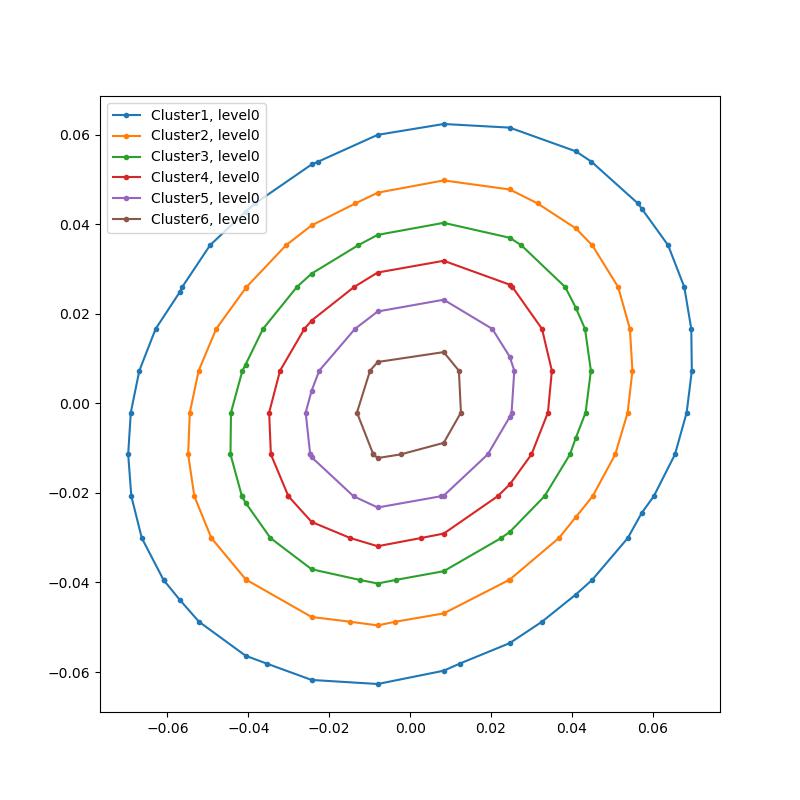 Cluster1, level0
Cluster2, level0
Cluster3, level0
Cluster4, level0
Cluster5, level0
Cluster6, level0
0.06
0.04
0.02
0.00
−0.02
−0.04
−0.06
−0.06 −0.04 −0.02 0.00 0.02 0.04 0.06